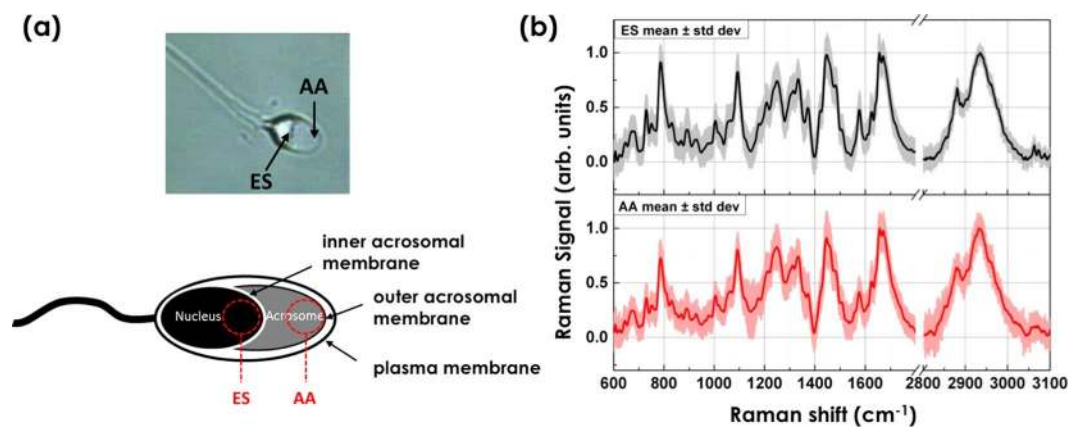 (a)
AA
ES
inner acrosomal
membrane
outer acrosomal
membrane
Nucleus
Acrosome
plasma membrane
ES
AA
(b)
ES mean ± std dev
1.0
0.5
0.0
AA mean ± std dev
1.0
0.5
0.0
Raman Signal (arb. units)
600 800 1000 1200 1400 2800 2900 3000 3100
Raman shift (cm⁻¹)